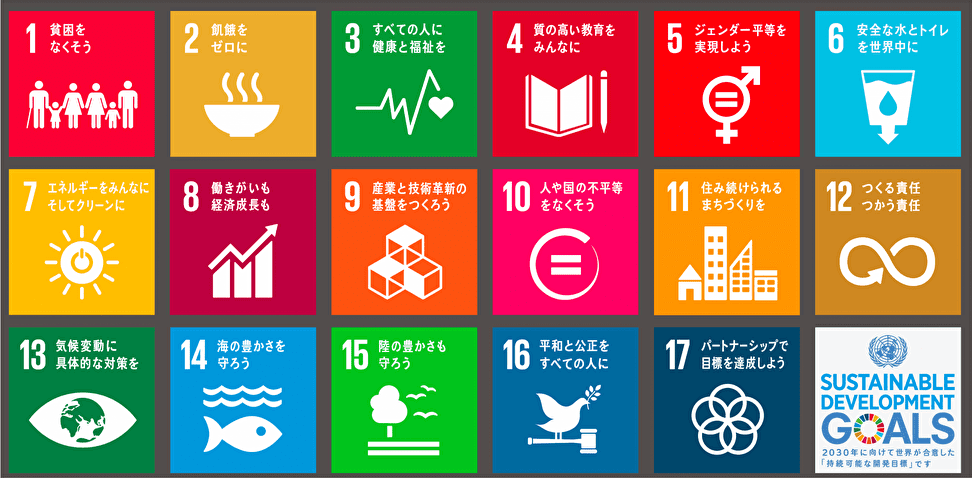 1 貧困を
なくそう
2 飢餓を
ゼロに
3 すべての人に
健康と福祉を
4 質の高い教育を
みんなに
5 ジェンダー平等を
実現しよう
6 安全な水とトイレ
を世界中に
7 エネルギーをみんなに
そしてクリーンに
8 働きがいも
経済成長も
9 産業と技術革新の
基盤をつくろう
10 人や国の不平等
をなくそう
11 住み続けられる
まちづくりを
12 つくる責任
つかう責任
13 気候変動に
具体的な対策を
14 海の豊かさを
守ろう
15 陸の豊かさも
守ろう
16 平和と公正を
すべての人に
17 パートナーシップで
目標を達成しよう
SUSTAINABLE
DEVELOPMENT
GOALS
2030年に向けて世界が合意した
「持続可能な開発目標」です